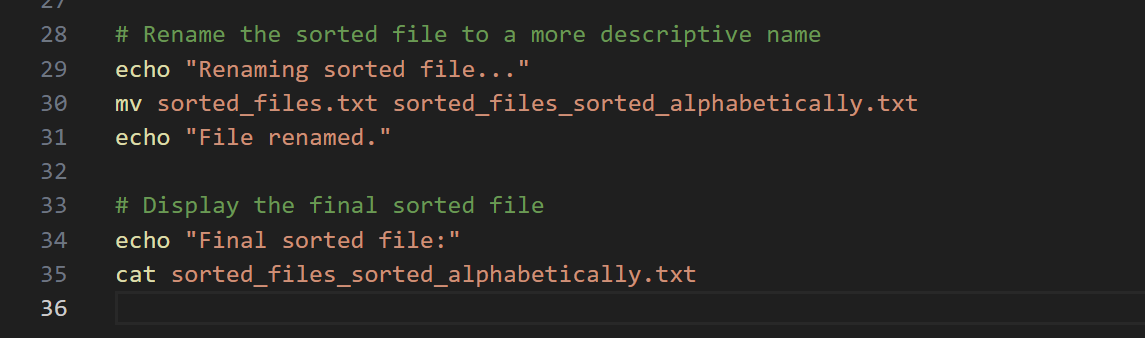 27
28 # Rename the sorted file to a more descriptive name
29 echo "Renaming sorted file..."
30 mv sorted_files.txt sorted_files_sorted_alphabetically.txt
31 echo "File renamed."
32
33 # Display the final sorted file
34 echo "Final sorted file:"
35 cat sorted_files_sorted_alphabetically.txt
36